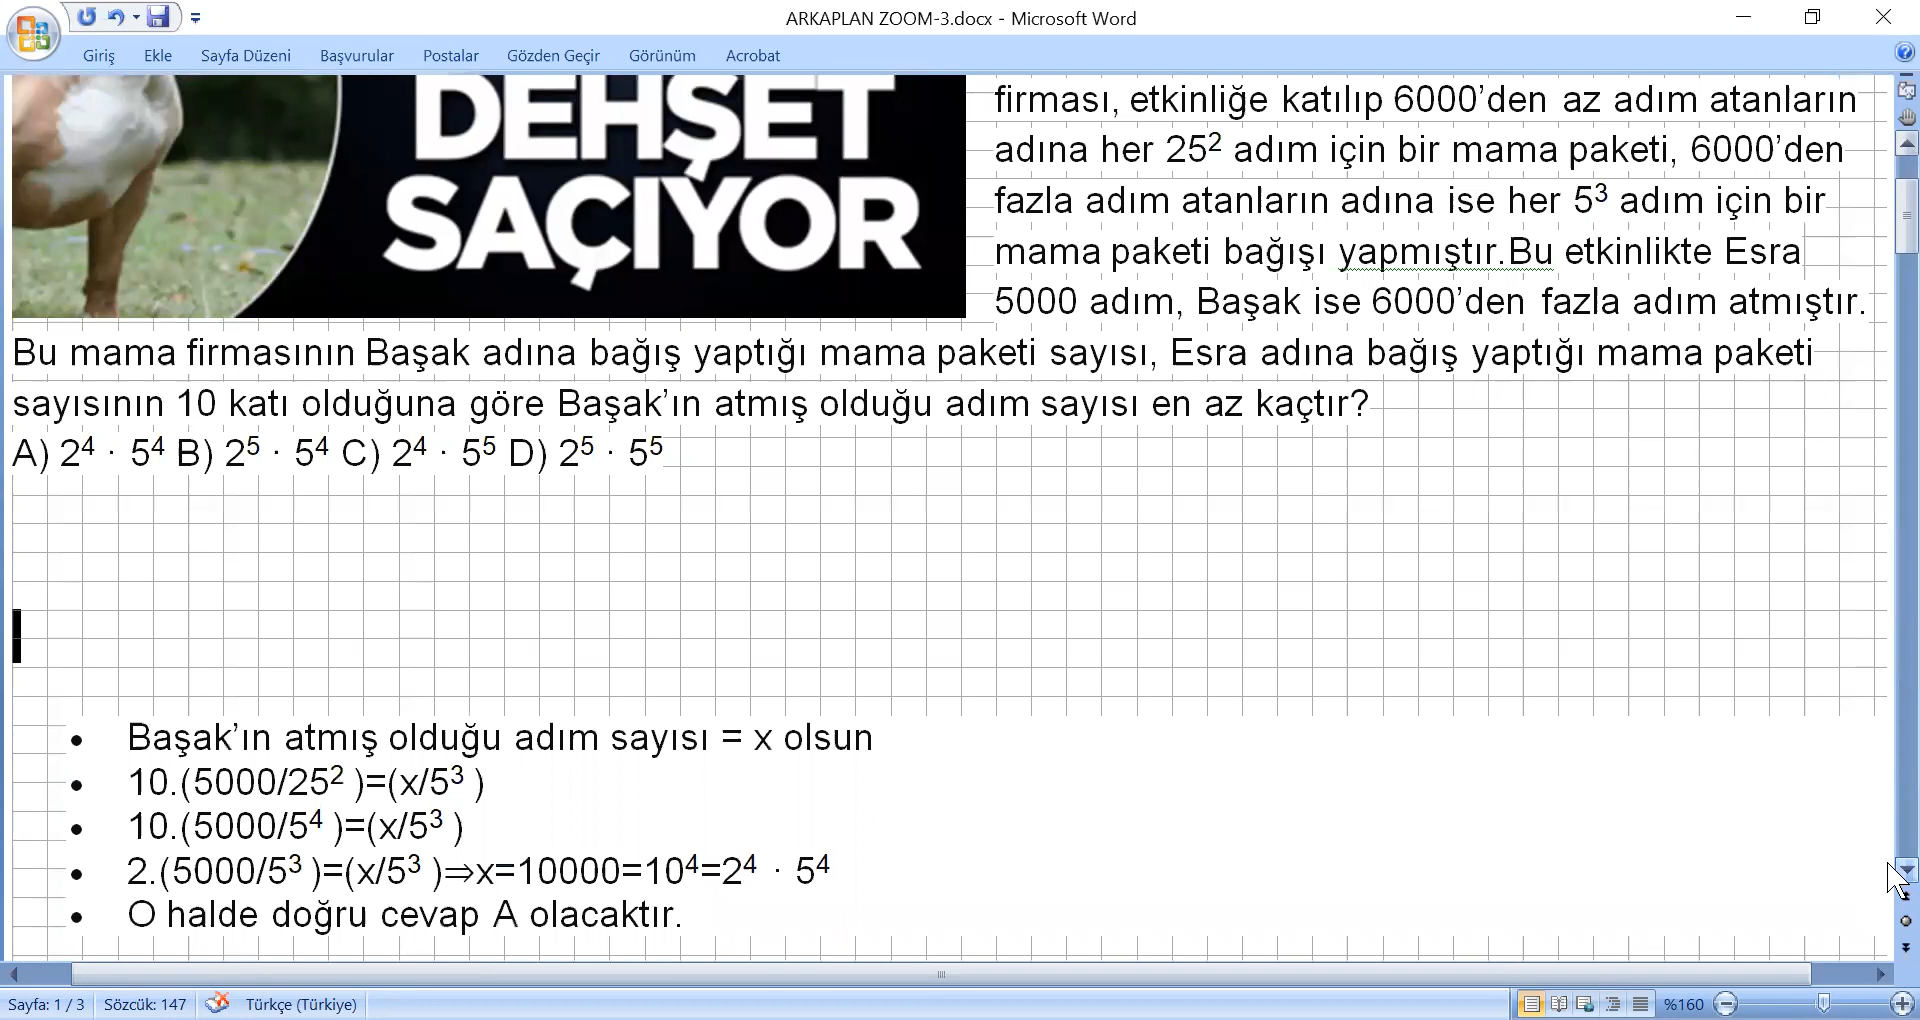 ARKAPLAN ZOOM-3.docx - Microsoft Word
Giriş Ekle Sayfa Düzeni Başvurular Postalar Gözden Geçir Görünüm Acrobat
DEHŞET
SAÇIYOR
firması, etkinliğe katılıp 6000’den az adım atanların
adına her 25² adım için bir mama paketi, 6000’den
fazla adım atanların adına ise her 5³ adım için bir
mama paketi bağışı yapmıştır.Bu etkinlikte Esra
5000 adım, Başak ise 6000’den fazla adım atmıştır.
Bu mama firmasının Başak adına bağış yaptığı mama paketi sayısı, Esra adına bağış yaptığı mama paketi
sayısının 10 katı olduğuna göre Başak’ın atmış olduğu adım sayısı en az kaçtır?
A) 2⁴ · 5⁴ B) 2⁵ · 5⁴ C) 2⁴ · 5⁵ D) 2⁵ · 5⁵
• Başak’ın atmış olduğu adım sayısı = x olsun
• 10.(5000/25² )=(x/5³ )
• 10.(5000/5⁴ )=(x/5³ )
• 2.(5000/5³ )=(x/5³ )⇒x=10000=10⁴=2⁴ · 5⁴
• O halde doğru cevap A olacaktır.
Sayfa: 1 / 3 Sözcük: 147 Türkçe (Türkiye) %160